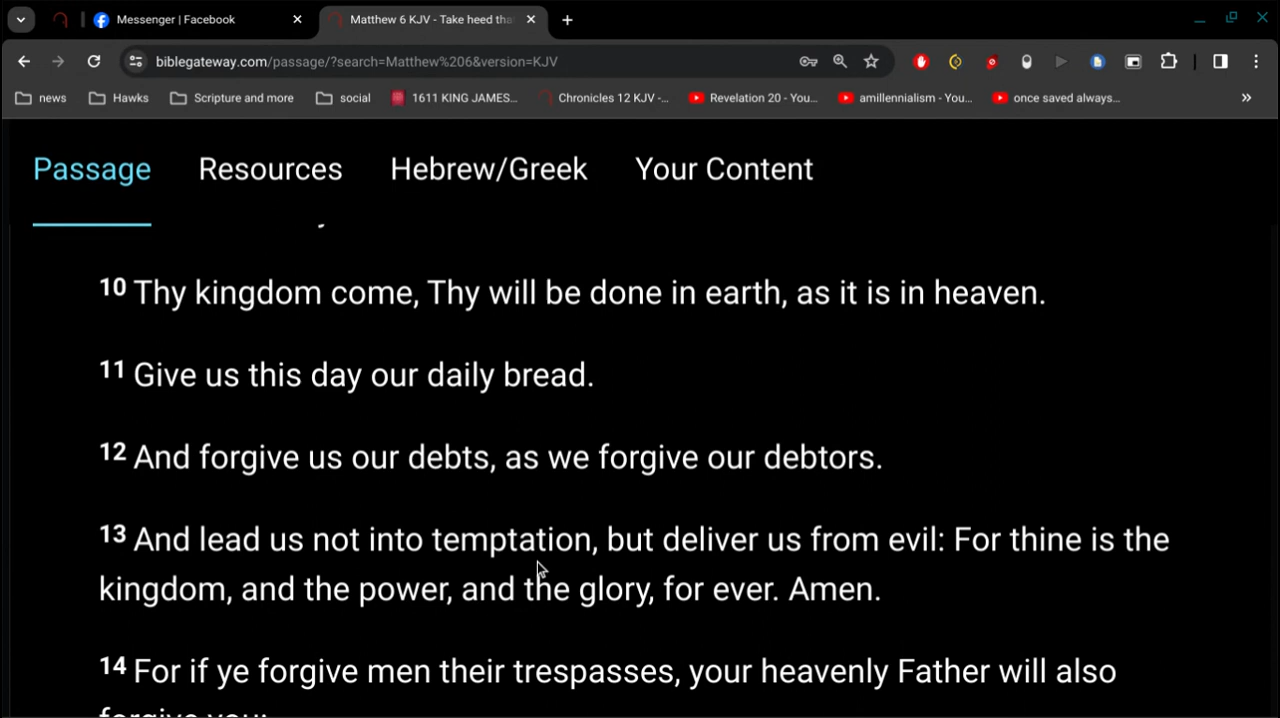 Messenger | Facebook
Matthew 6 KJV - Take heed tha
biblegateway.com/passage/?search=Matthew%206&version=KJV
news
Hawks
Scripture and more
social
1611 KING JAMES...
Chronicles 12 KJV -...
Revelation 20 - You...
amillennialism - You...
once saved always...
Passage
Resources
Hebrew/Greek
Your Content
10 Thy kingdom come, Thy will be done in earth, as it is in heaven.
11 Give us this day our daily bread.
12 And forgive us our debts, as we forgive our debtors.
13 And lead us not into temptation, but deliver us from evil: For thine is the
kingdom, and the power, and the glory, for ever. Amen.
14 For if ye forgive men their trespasses, your heavenly Father will also
forgive you: